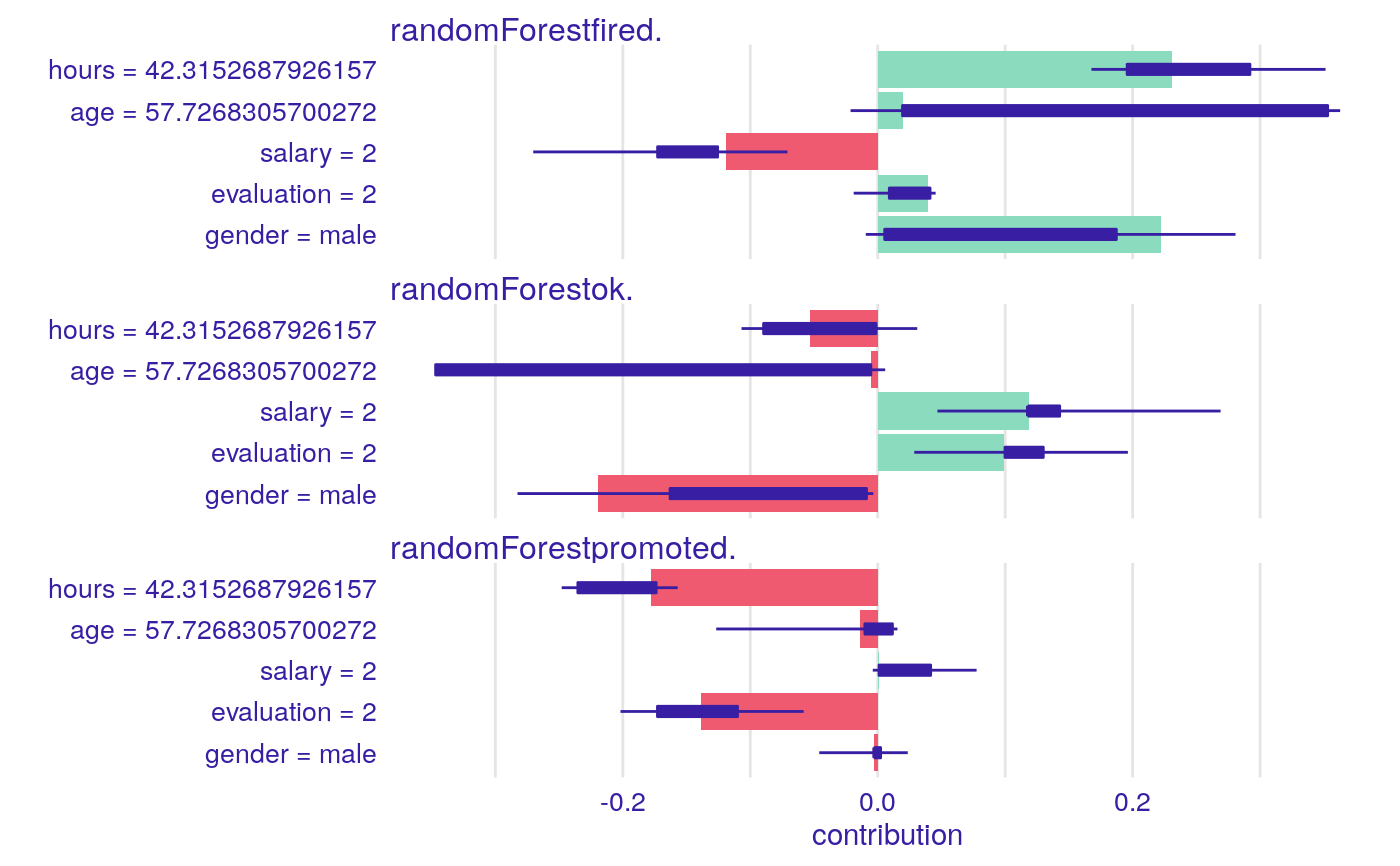 randomForestfired.
hours = 42.3152687926157
age = 57.7268305700272
salary = 2
evaluation = 2
gender = male
randomForestok.
hours = 42.3152687926157
age = 57.7268305700272
salary = 2
evaluation = 2
gender = male
randomForestpromoted.
hours = 42.3152687926157
age = 57.7268305700272
salary = 2
evaluation = 2
gender = male
-0.2 0.0 0.2
contribution